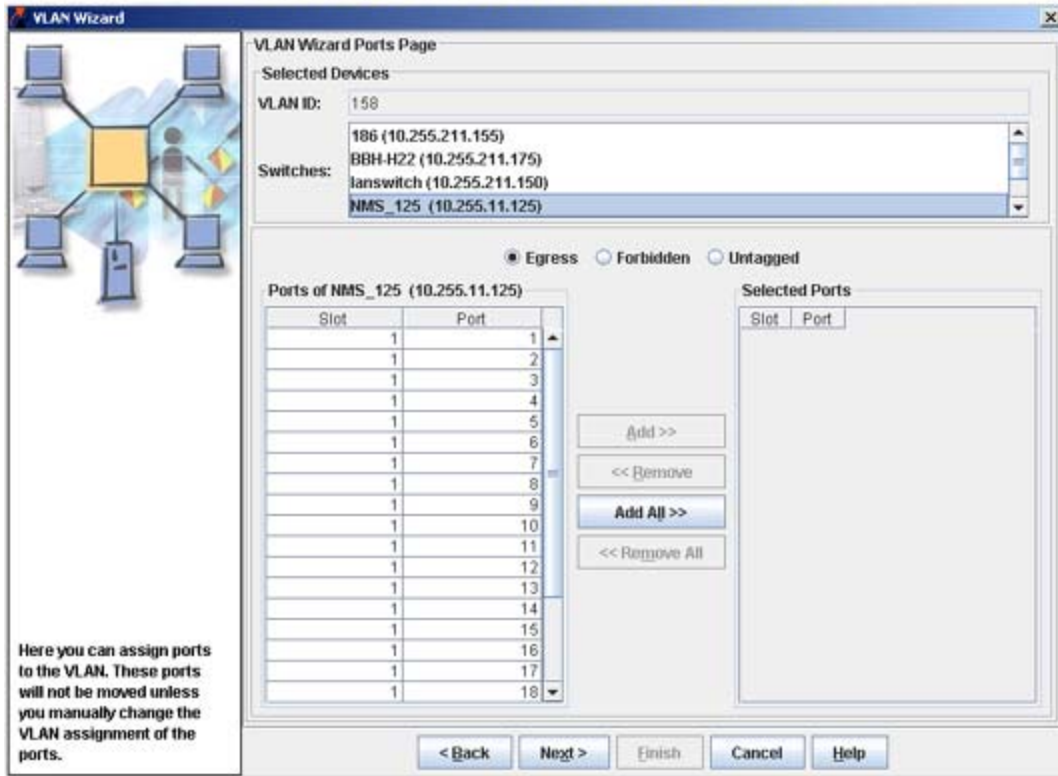 VLAN Wizard
VLAN Wizard Ports Page
Selected Devices
VLAN ID: 158
Switches:
186 (10.255.211.155)
BBH-H22 (10.255.211.175)
lanswitch (10.255.211.150)
NMS_125 (10.255.11.125)
Egress Forbidden Untagged
Ports of NMS_125 (10.255.11.125)
Slot Port
1 1
1 2
1 3
1 4
1 5
1 6
1 7
1 8
1 9
1 10
1 11
1 12
1 13
1 14
1 15
1 16
1 17
1 18
Add >>
<< Remove
Add All >>
<< Remove All
Selected Ports
Slot Port
Here you can assign ports
to the VLAN. These ports
will not be moved unless
you manually change the
VLAN assignment of the
ports.
< Back Next > Finish Cancel Help